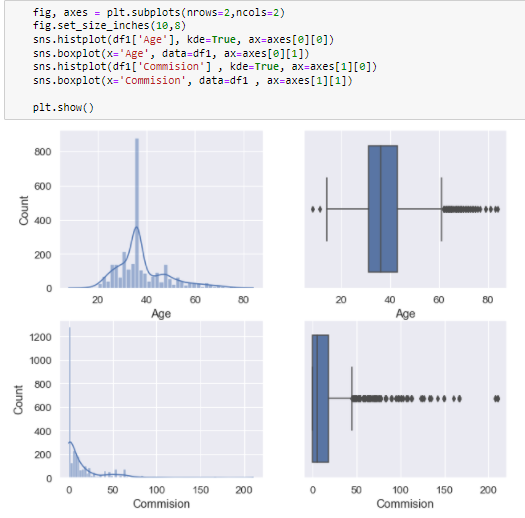 fig, axes = plt.subplots(nrows=2,ncols=2)
fig.set_size_inches(10,8)
sns.histplot(df1['Age'], kde=True, ax=axes[0][0])
sns.boxplot(x='Age', data=df1, ax=axes[0][1])
sns.histplot(df1['Commision'] , kde=True, ax=axes[1][0])
sns.boxplot(x='Commision', data=df1 , ax=axes[1][1])
plt.show()
800
600
400
200
0
Count
20 40 60 80
Age
20 40 60 80
Age
1200
1000
800
600
400
200
0
Count
0 50 100 150 200
Commision
0 50 100 150 200
Commision